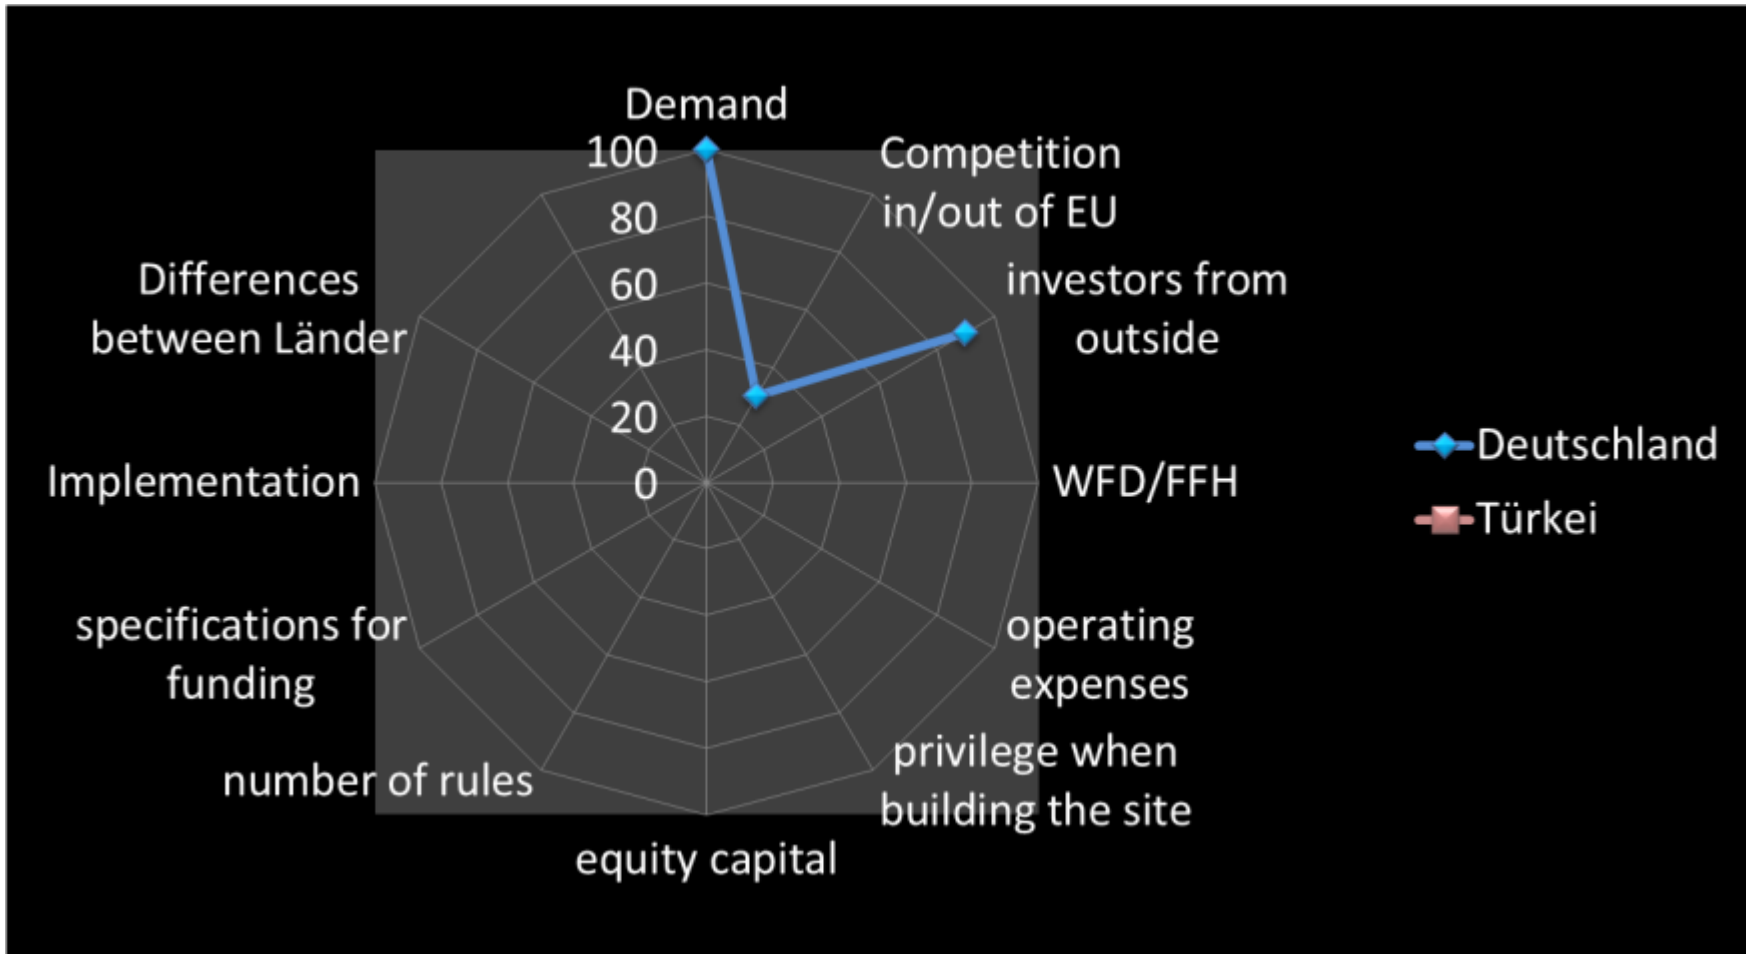 Demand
100
80
60
40
20
0
Competition
in/out of EU
investors from
outside
WFD/FFH
operating
expenses
privilege when
building the site
equity capital
number of rules
specifications for
funding
Implementation
Differences
between Länder
Deutschland
Türkei